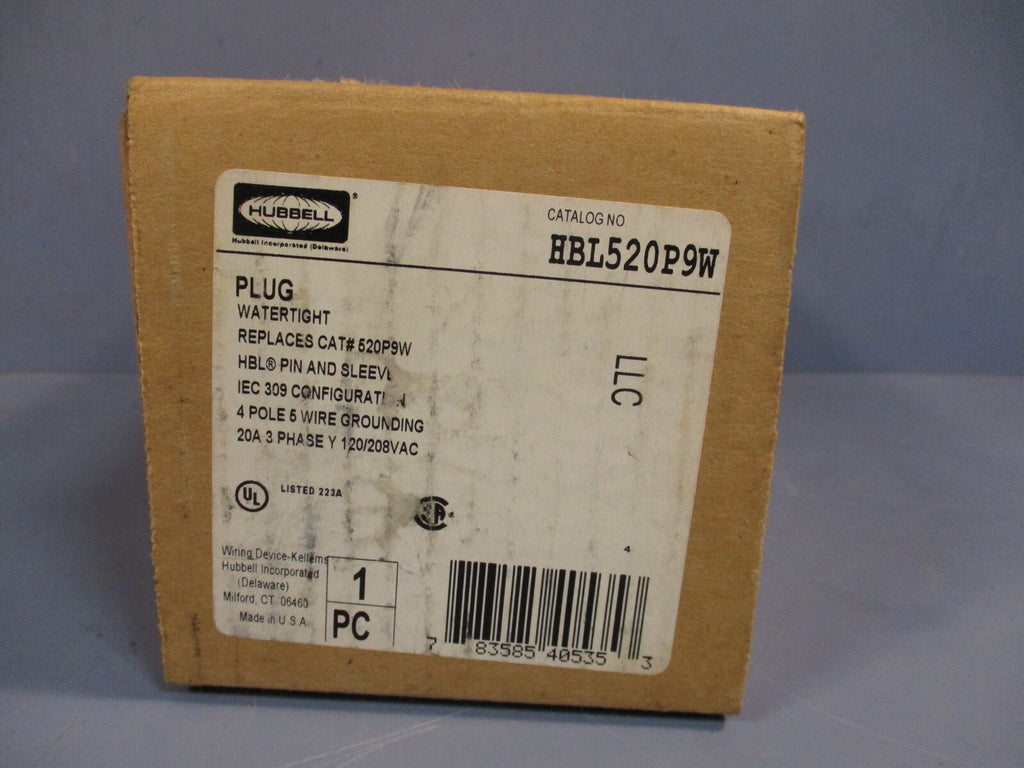 HUBBELL ®
Hubbell Incorporated (Delaware)
CATALOG NO
HBL520P9W
PLUG
WATERTIGHT
REPLACES CAT# 520P9W
HBL® PIN AND SLEEVE
IEC 309
4 POLE 5 WIRE GROUNDING
20A 3 PHASE Y 120/208VAC
LLC
UL LISTED 223A
4
Wiring Device-Kellems
Hubbell Incorporated
(Delaware)
Milford, CT 06460
Made in U.S.A.
1
PC
7 83585 40535 3